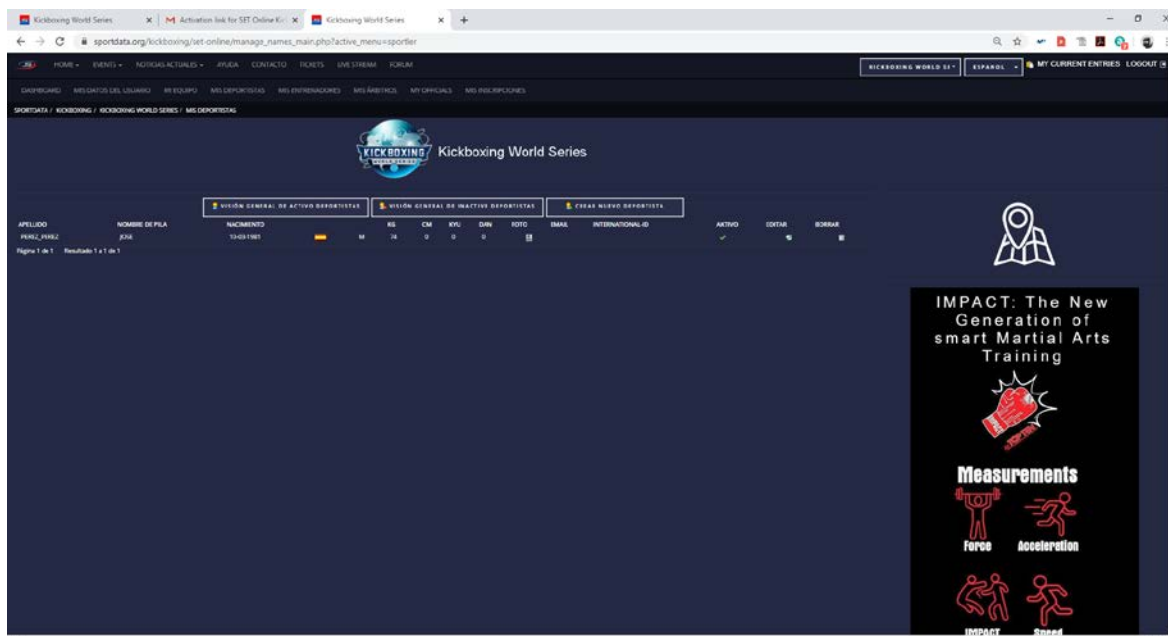 Kickboxing World Series
Activation link for SET Online Kic
Kickboxing World Series
sportdata.org/kickboxing/set-online/manage_names_main.php?active_menu=sportler
HOME EVENTS NOTICIAS ACTUALES AYUDA CONTACTO TICKETS LIVESTREAM FORUM
KICKBOXING WORLD SE ESPAÑOL MY CURRENT ENTRIES LOGOUT
DASHBOARD MIS DATOS DEL USUARIO MI EQUIPO MIS DEPORTISTAS MIS ENTRENADORES MIS ÁRBITROS MY OFFICIALS MIS INSCRIPCIONES
SPORTDATA / KICKBOXING / KICKBOXING WORLD SERIES / MIS DEPORTISTAS
KICKBOXING
WORLD SERIES
Kickboxing World Series
VISIÓN GENERAL DE ACTIVO DEPORTISTAS VISIÓN GENERAL DE INACTIVE DEPORTISTAS CREAR NUEVO DEPORTISTA
APELLIDO NOMBRE DE PILA NACIMIENTO KG CM KYU DAN FOTO EMAIL INTERNATIONAL-ID AKTIVO EDITAR BORRAR
PEREZ_PEREZ JOSE 10-03-1981 M 74 0 0 0
Página 1 de 1 Resultado 1 a 1 de 1
IMPACT: The New
Generation of
smart Martial Arts
Training
IMPACT
TOP TEN
Measurements
Force Acceleration
IMPACT Speed